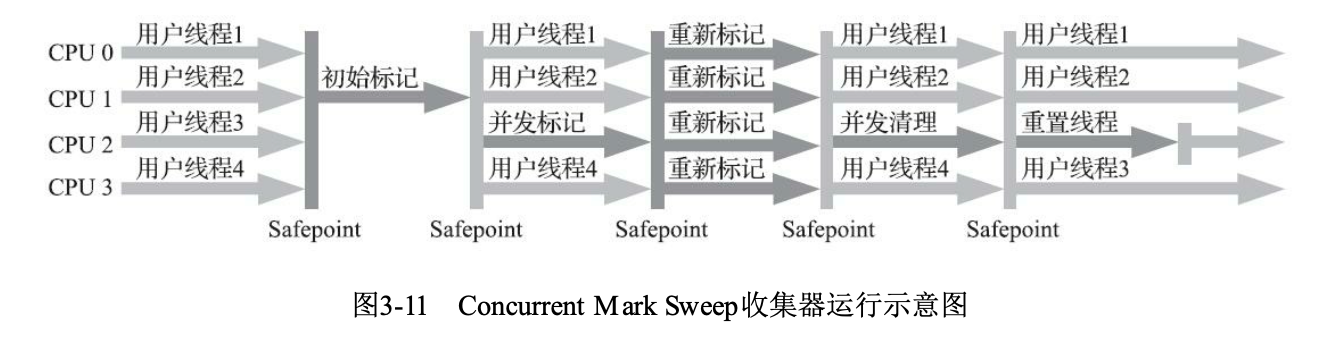 CPU 0 用户线程1 用户线程1 重新标记 用户线程1 用户线程1
CPU 1 用户线程2 初始标记 用户线程2 重新标记 用户线程2 用户线程2
CPU 2 用户线程3 并发标记 重新标记 并发清理 重置线程
CPU 3 用户线程4 用户线程4 重新标记 用户线程4 用户线程3
Safepoint Safepoint Safepoint Safepoint Safepoint
图3-11 Concurrent Mark Sweep收集器运行示意图